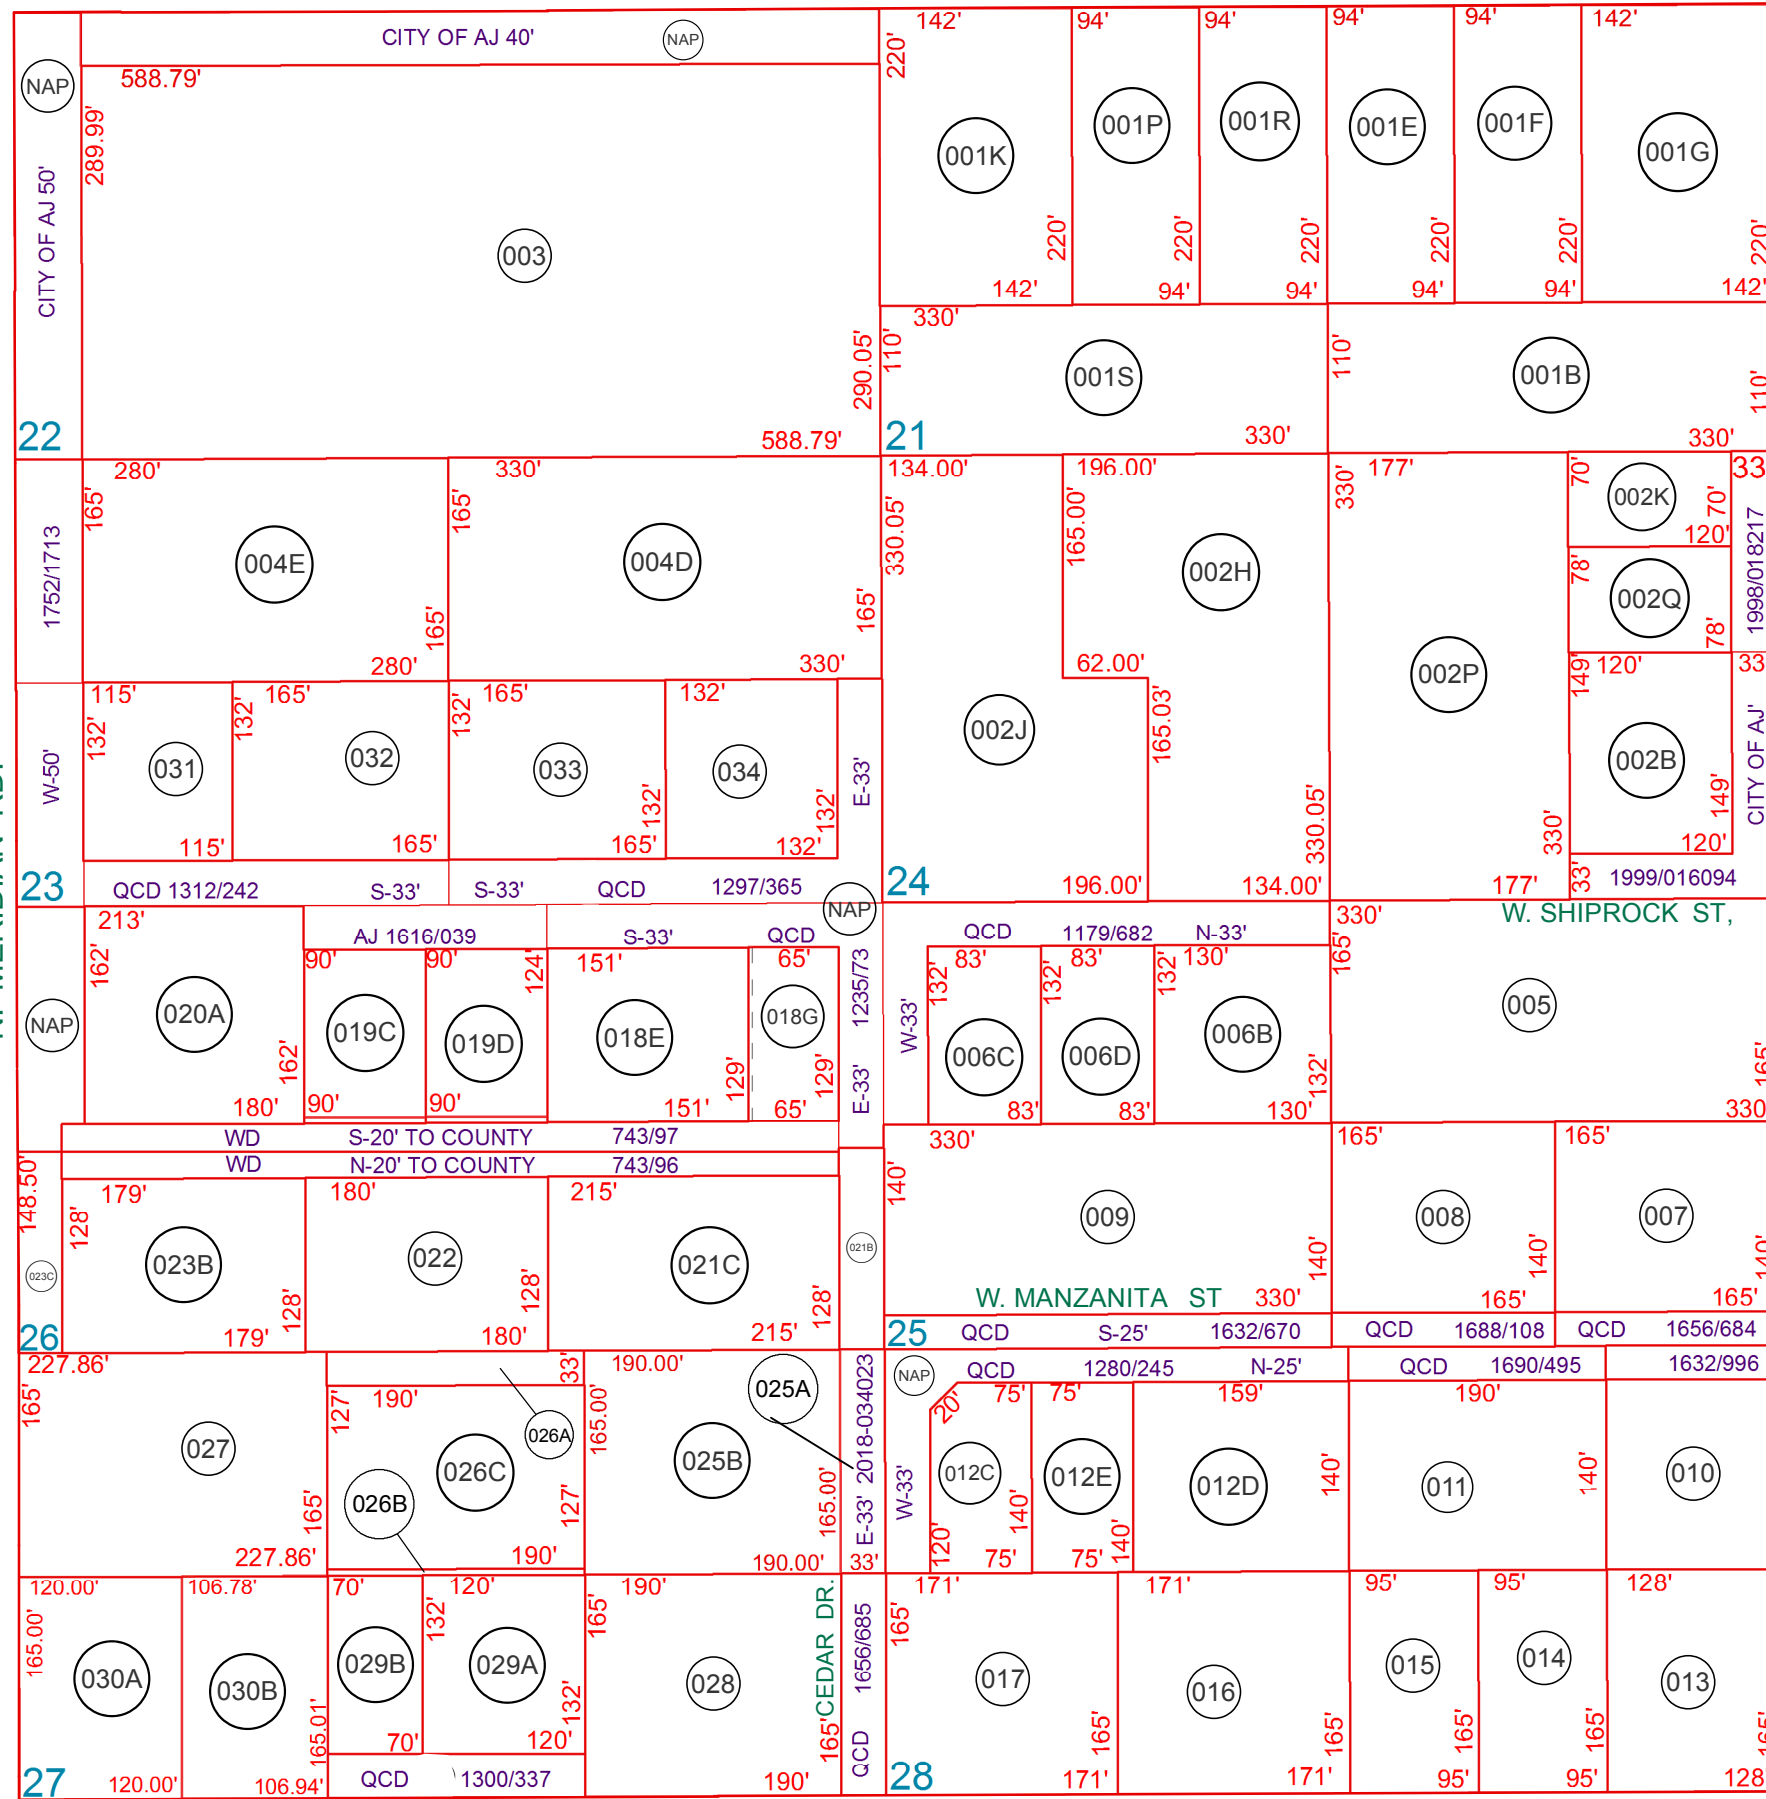 CITY OF AJ 40'
NAP
NAP
588.79'
289.99'
CITY OF AJ 50'
003
290.05'
588.79'
22
142'
94'
94'
94'
94'
142'
220'
001K
001P
001R
001E
001F
001G
220'
220'
220'
220'
220'
220'
142'
94'
94'
94'
94'
142'
330'
110'
001S
110'
001B
110'
21
330'
330'
280'
330'
165'
165'
1752/1713
004E
004D
165'
165'
280'
330'
134.00'
196.00'
330.05'
165.00'
002H
62.00'
002J
165.03'
330.05'
196.00'
134.00'
177'
330'
002P
330'
177'
70'
002K
70'
120'
33
78'
002Q
78'
1998/018217
149'
120'
33
002B
149'
CITY OF AJ'
120'
33'
1999/016094
115'
165'
165'
132'
132'
132'
132'
W-50'
031
032
033
034
E-33'
132'
132'
115'
165'
165'
132'
23
QCD 1312/242
S-33'
S-33'
QCD
1297/365
NAP
24
W. SHIPROCK ST,
213'
AJ 1616/039
S-33'
QCD
162'
90'
90'
124'
151'
65'
NAP
020A
019C
019D
018E
018G
1235/73
162'
129'
129'
E-33'
180'
90'
90'
151'
65'
QCD
1179/682
N-33'
132'
83'
132'
83'
132'
130'
W-33'
006C
006D
006B
132'
83'
83'
130'
330'
165'
005
165'
330
WD
S-20' TO COUNTY
743/97
WD
N-20' TO COUNTY
743/96
148.50'
179'
180'
215'
128'
023C
023B
022
021C
021B
128'
128'
128'
179'
180'
215'
26
330'
165'
165'
140'
009
008
007
140'
140'
140'
W. MANZANITA ST
330'
165'
165'
25
QCD
S-25'
1632/670
QCD
1688/108
QCD
1656/684
227.86'
165'
027
165'
227.86'
33'
127'
190'
026A
026C
026B
127'
190'
190.00'
165.00'
025A
025B
165.00'
190.00'
E-33' 2018-034023
33'
NAP
QCD
1280/245
N-25'
QCD
1690/495
1632/996
20'
75'
75'
159'
190'
W-33'
012C
012E
012D
011
010
120'
140'
140'
140'
140'
75'
75'
120.00'
106.78'
70'
120'
190'
165.00'
132'
165'
030A
030B
029B
029A
028
CEDAR DR.
1656/685
165.01'
132'
165'
70'
120'
QCD
27
120.00'
106.94'
QCD
1300/337
190'
171'
171'
95'
95'
128'
165'
017
016
015
014
013
165'
165'
165'
165'
165'
28
171'
171'
95'
95'
128'